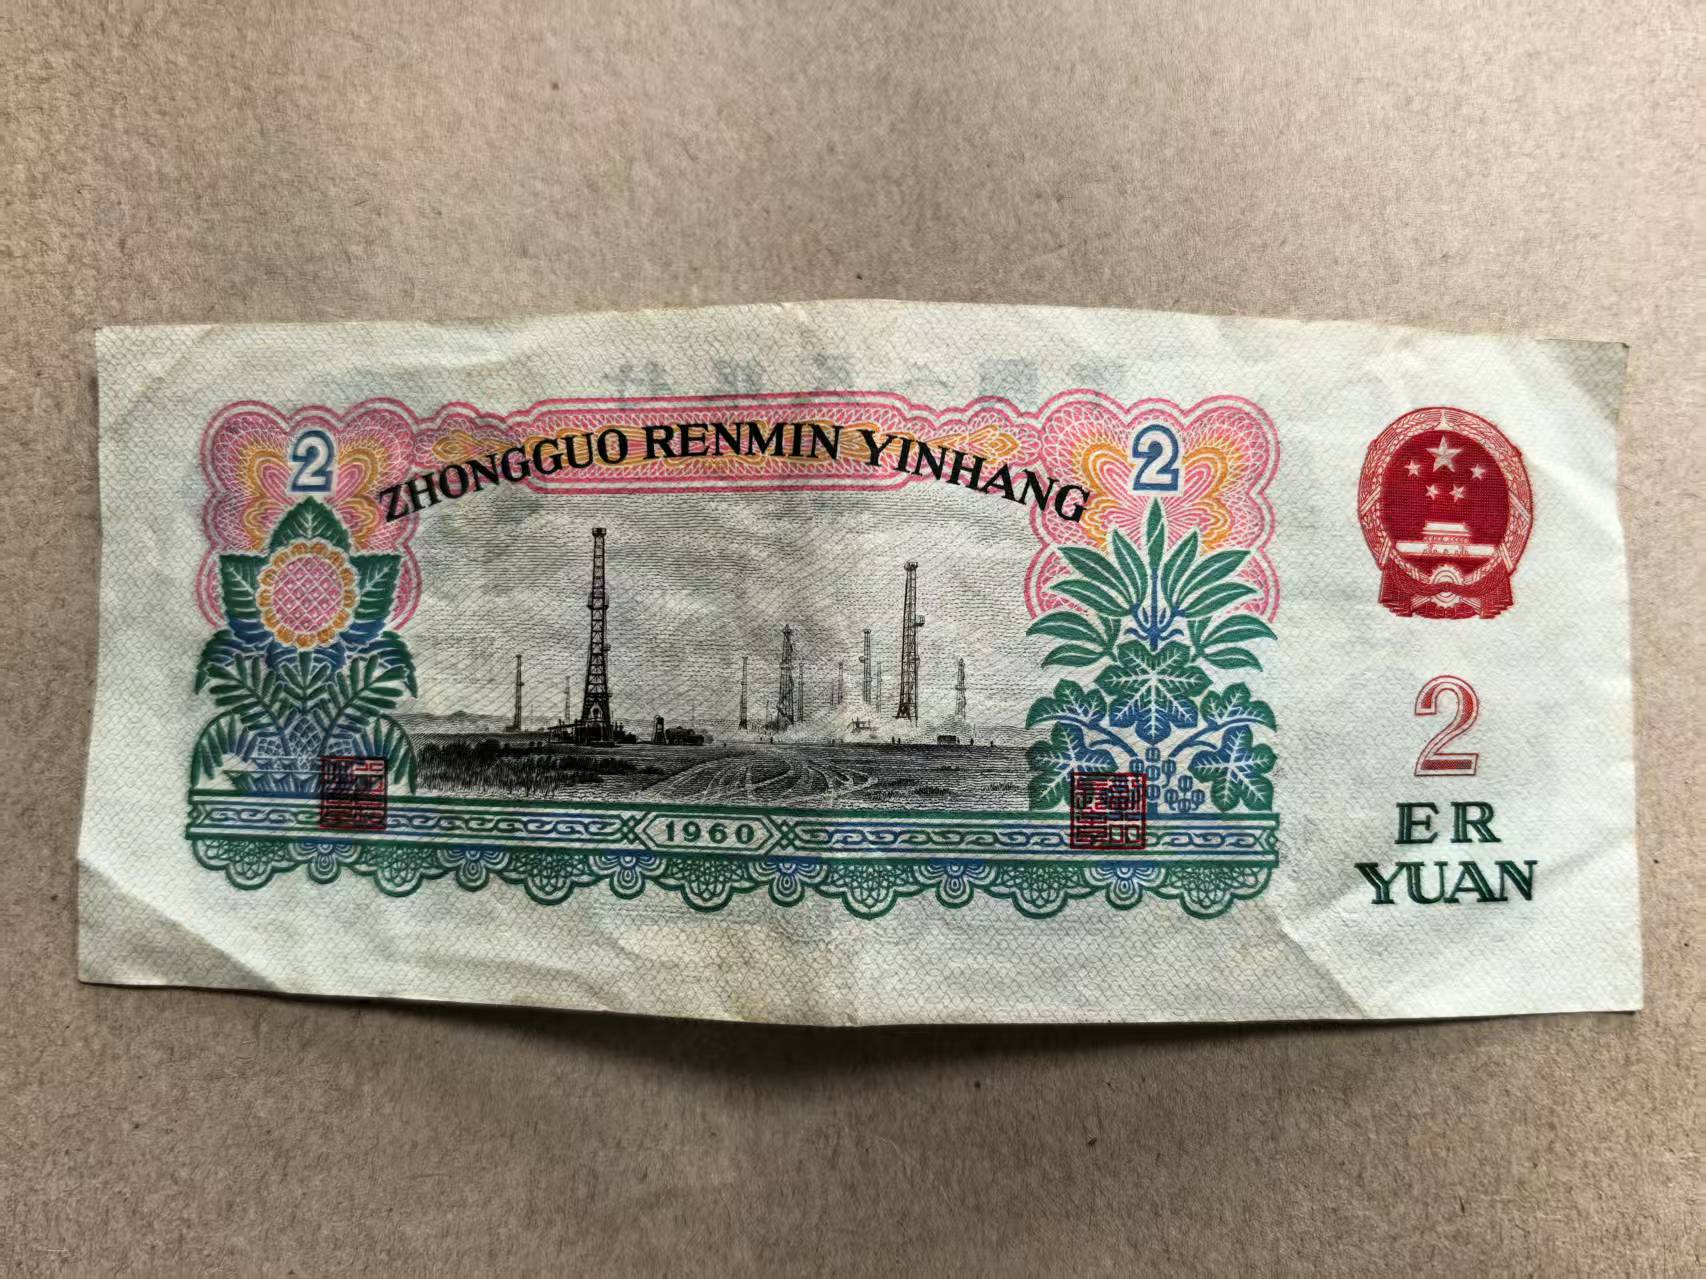 ZHONGGUO RENMIN YINHANG
2
2
1960
2
ER
YUAN